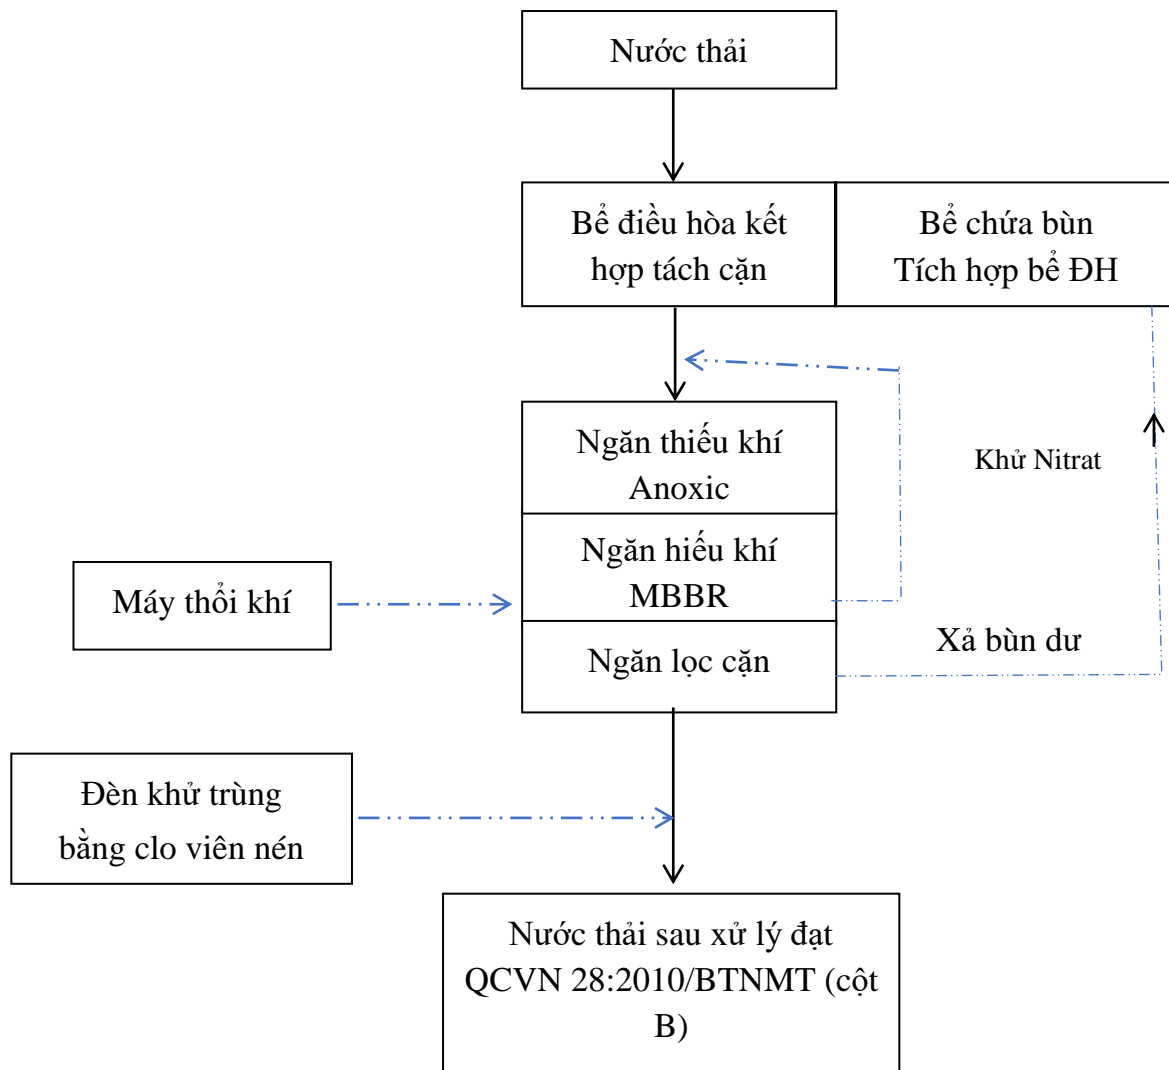 Nước thải
Bể điều hòa kết
hợp tách cặn
Bể chứa bùn
Tích hợp bể ĐH
Ngăn thiếu khí
Anoxic
Khử Nitrat
Ngăn hiếu khí
MBBR
Máy thổi khí
Xả bùn dư
Ngăn lọc cặn
Đèn khử trùng
bằng clo viên nén
Nước thải sau xử lý đạt
QCVN 28:2010/BTNMT (cột
B)